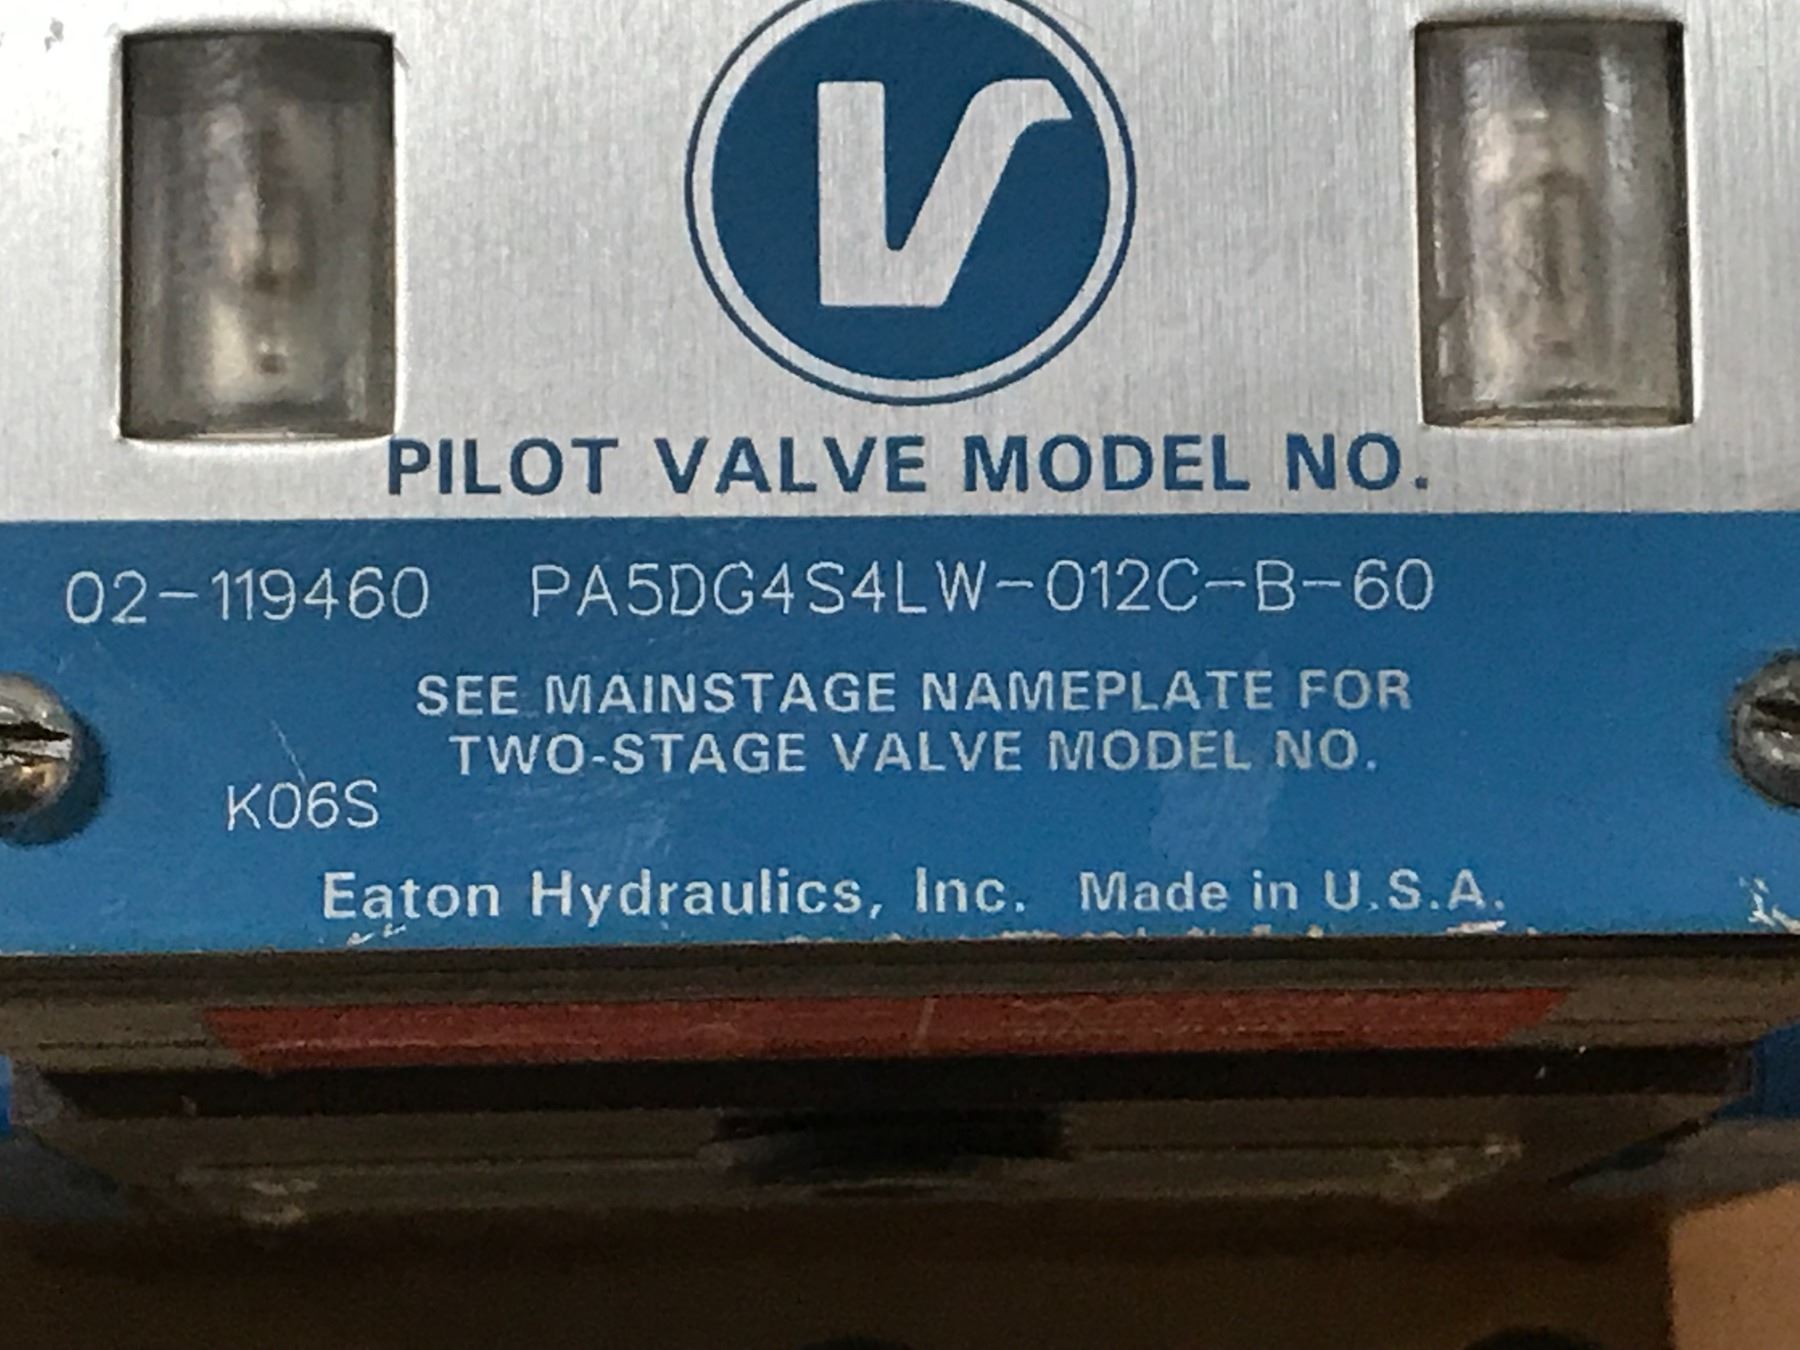 V
PILOT VALVE MODEL NO.
02-119460 PA5DG4S4LW-012C-B-60
SEE MAINSTAGE NAMEPLATE FOR
TWO-STAGE VALVE MODEL NO.
K06S
Eaton Hydraulics, Inc. Made in U.S.A.